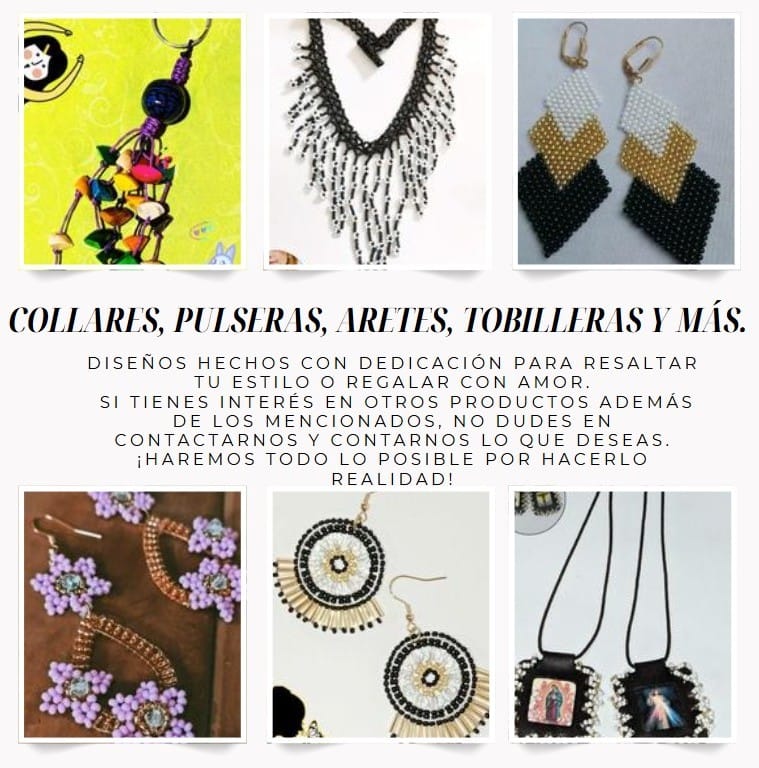 COLLARES, PULSERAS, ARETES, TOBILLERAS Y MÁS.
DISEÑOS HECHOS CON DEDICACIÓN PARA RESALTAR
TU ESTILO O REGALAR CON AMOR.
SI TIENES INTERÉS EN OTROS PRODUCTOS ADEMÁS
DE LOS MENCIONADOS, NO DUDES EN
CONTACTARNOS Y CONTARNOS LO QUE DESEAS.
¡HAREMOS TODO LO POSIBLE POR HACERLO
REALIDAD!